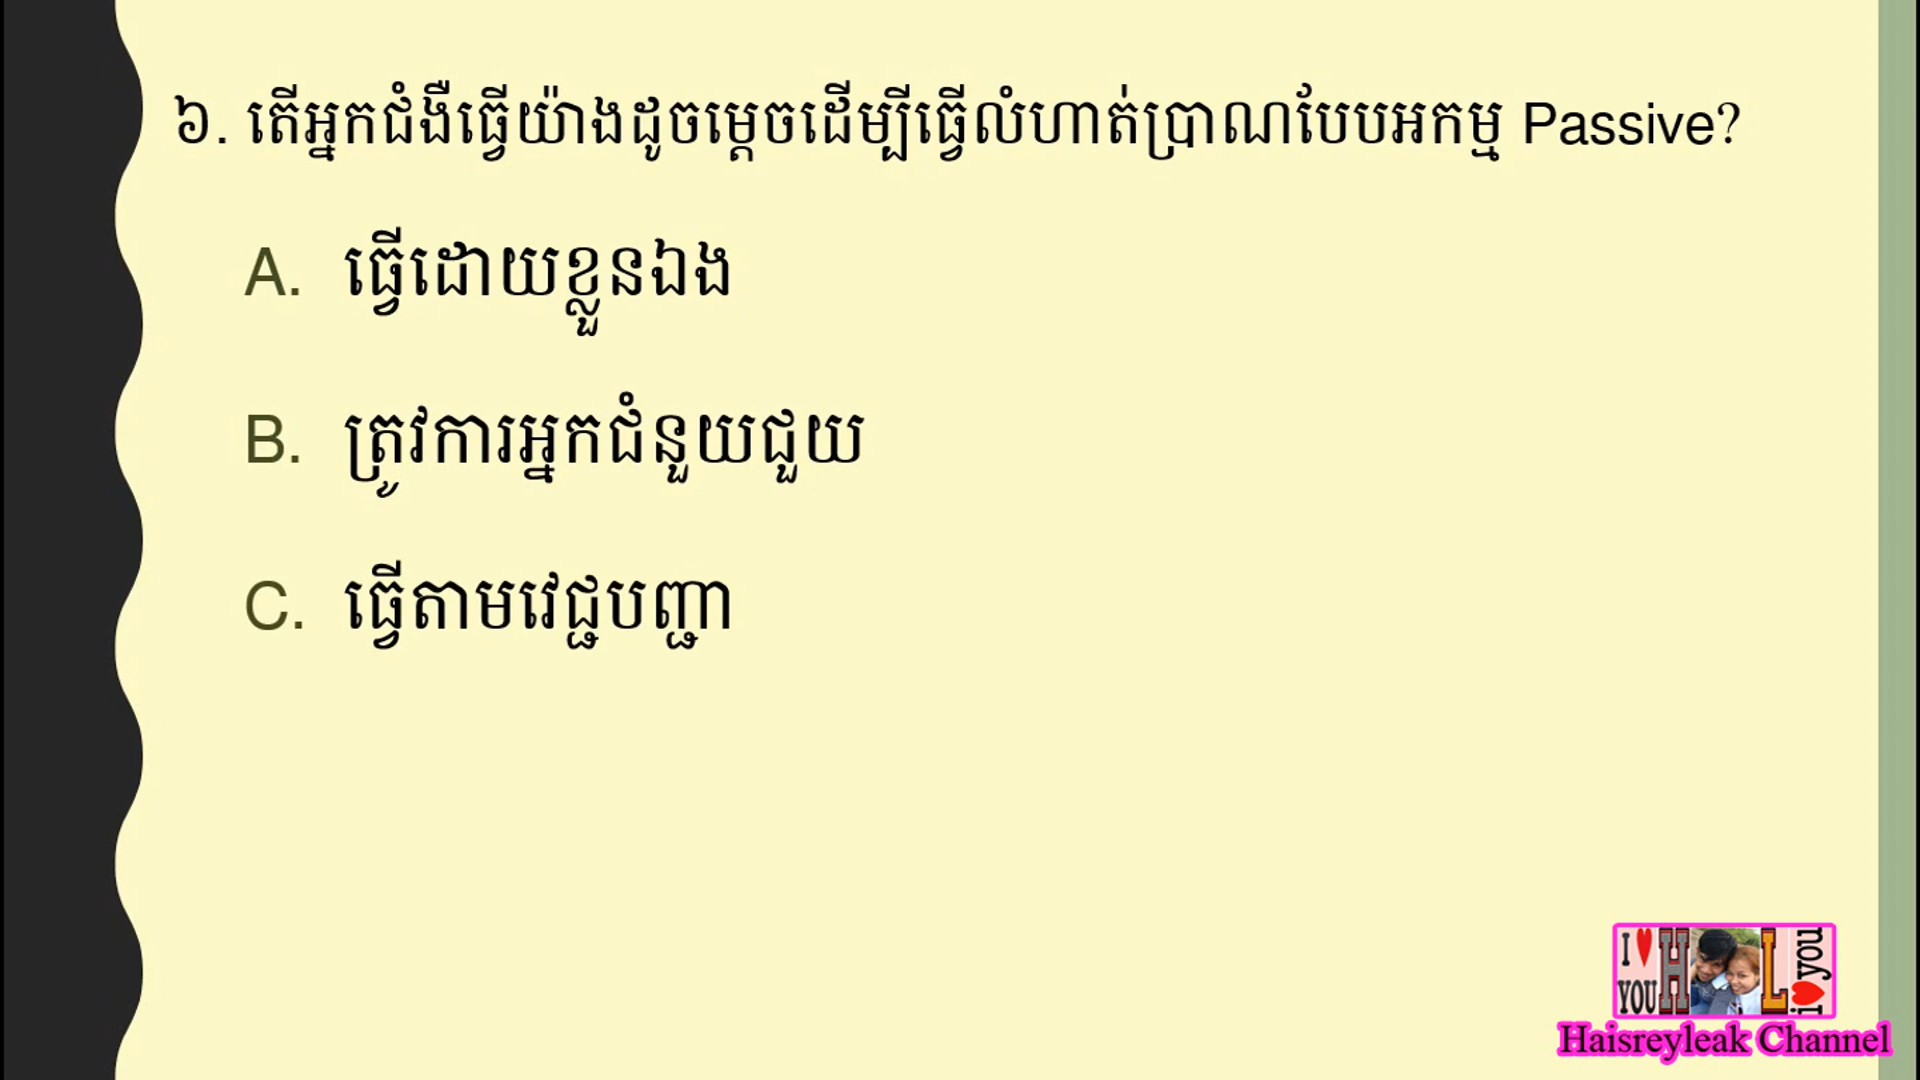 ៦. តើអ្នកជំងឺធ្វើយ៉ាងដូចម្តេចដើម្បីធ្វើលំហាត់ប្រាណបែបអកម្ម Passive?
A. ធ្វើដោយខ្លួនឯង
B. ត្រូវការអ្នកជំនួយជួយ
C. ធ្វើតាមវេជ្ជបញ្ជា
I ♥ YOU H L i ♥ you
Haisreyleak Channel